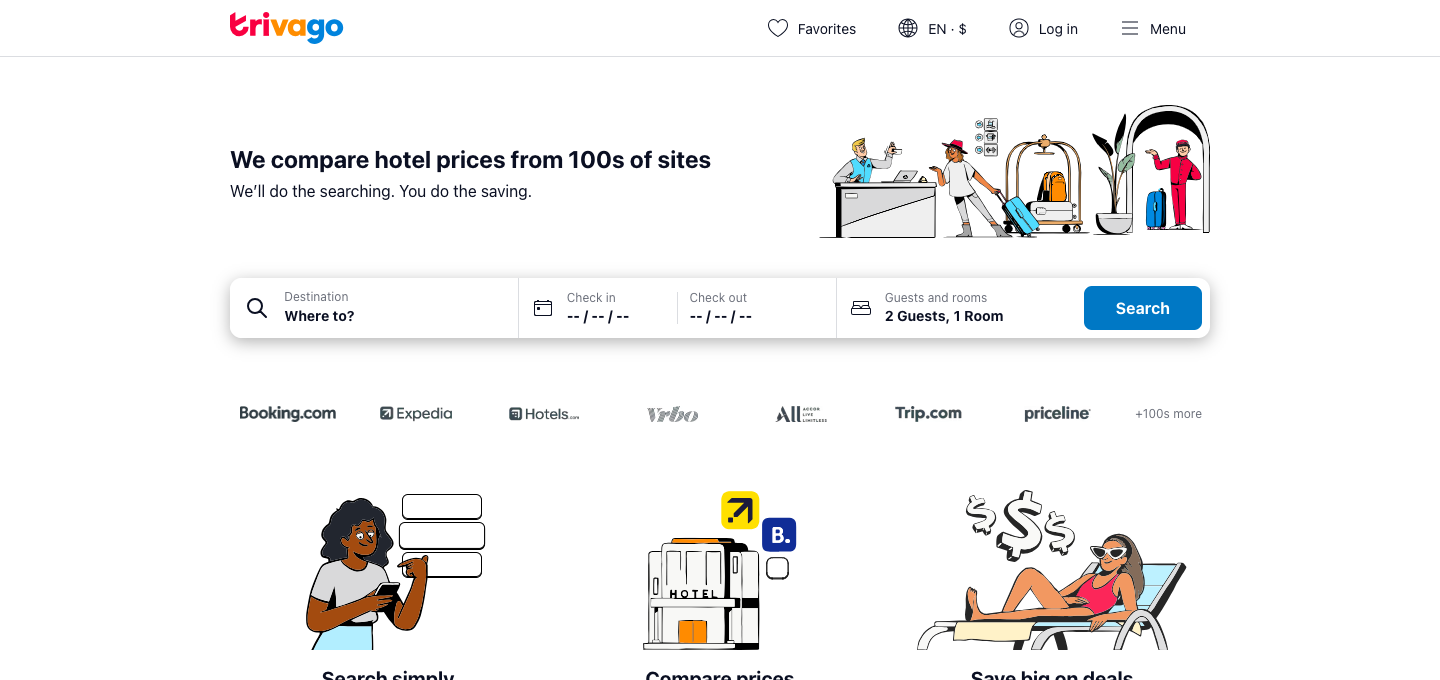 trivago
Favorites
EN · $
Log in
Menu
We compare hotel prices from 100s of sites
We’ll do the searching. You do the saving.
Destination
Where to?
Check in
-- / -- / --
Check out
-- / -- / --
Guests and rooms
2 Guests, 1 Room
Search
Booking.com
Expedia
Hotels.com
Vrbo
ALL ACCOR
LIVE
LIMITLESS
Trip.com
priceline
+100s more
B.
HOTEL
$ $ $
Search simply
Compare prices
Save big on deals